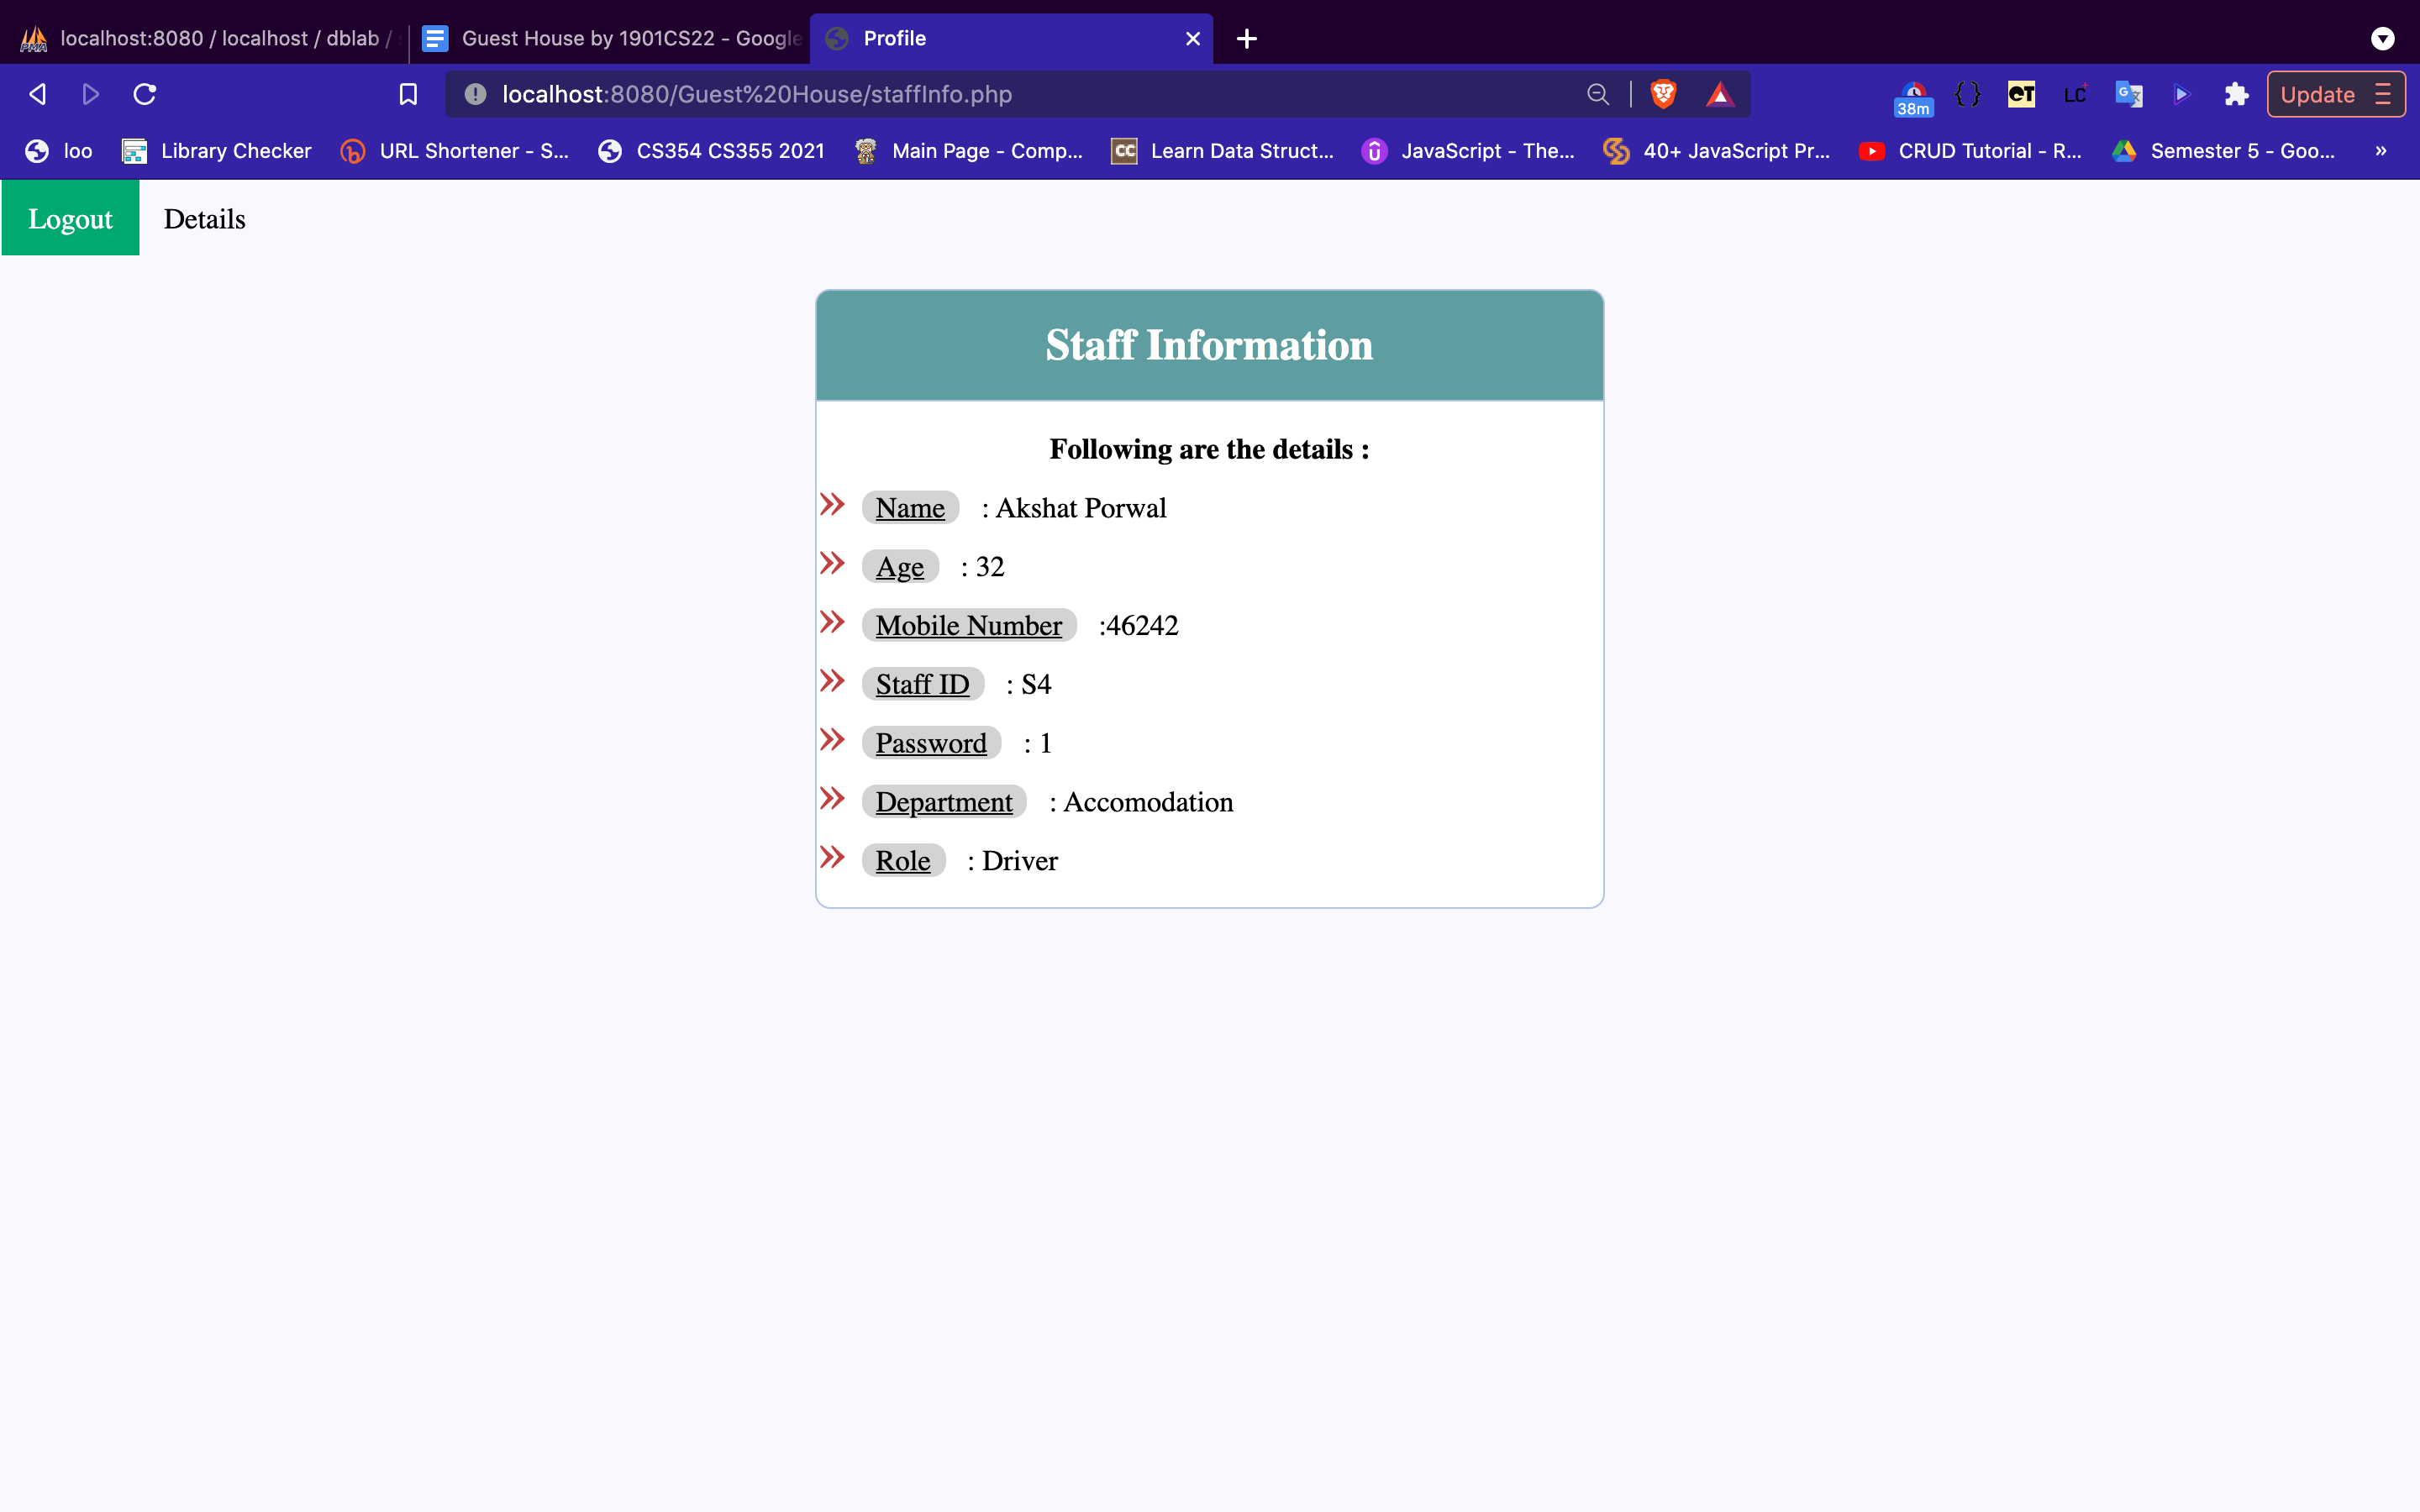 localhost:8080 / localhost / dblab /
Guest House by 1901CS22 - Google
Profile
localhost:8080/Guest%20House/staffInfo.php
38m
LC
Update
loo
Library Checker
URL Shortener - S...
CS354 CS355 2021
Main Page - Comp...
CC
Learn Data Struct...
JavaScript - The...
40+ JavaScript Pr...
CRUD Tutorial - R...
Semester 5 - Goo...
»
Logout
Details
Staff Information
Following are the details :
Name : Akshat Porwal
Age : 32
Mobile Number :46242
Staff ID : S4
Password : 1
Department : Accomodation
Role : Driver